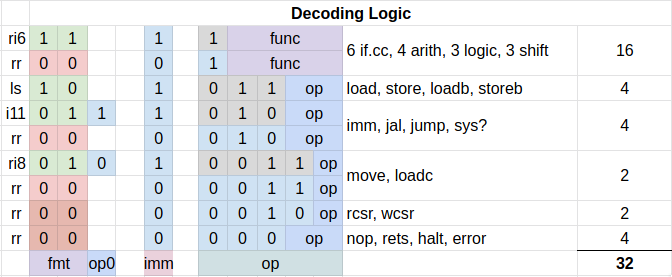 Decoding Logic
ri6 1 1 1 1 func
6 if.cc, 4 arith, 3 logic, 3 shift 16
rr 0 0 0 1 func
ls 1 0 1 0 1 1 op load, store, loadb, storeb 4
i11 0 1 1 1 0 1 0 op
imm, jal, jump, sys? 4
rr 0 0 0 0 1 0 op
ri8 0 1 0 1 0 0 1 1 op
move, loadc 2
rr 0 0 0 0 0 1 1 op
rr 0 0 0 0 0 1 0 op rcsr, wcsr 2
rr 0 0 0 0 0 0 op nop, rets, halt, error 4
fmt op0 imm op 32